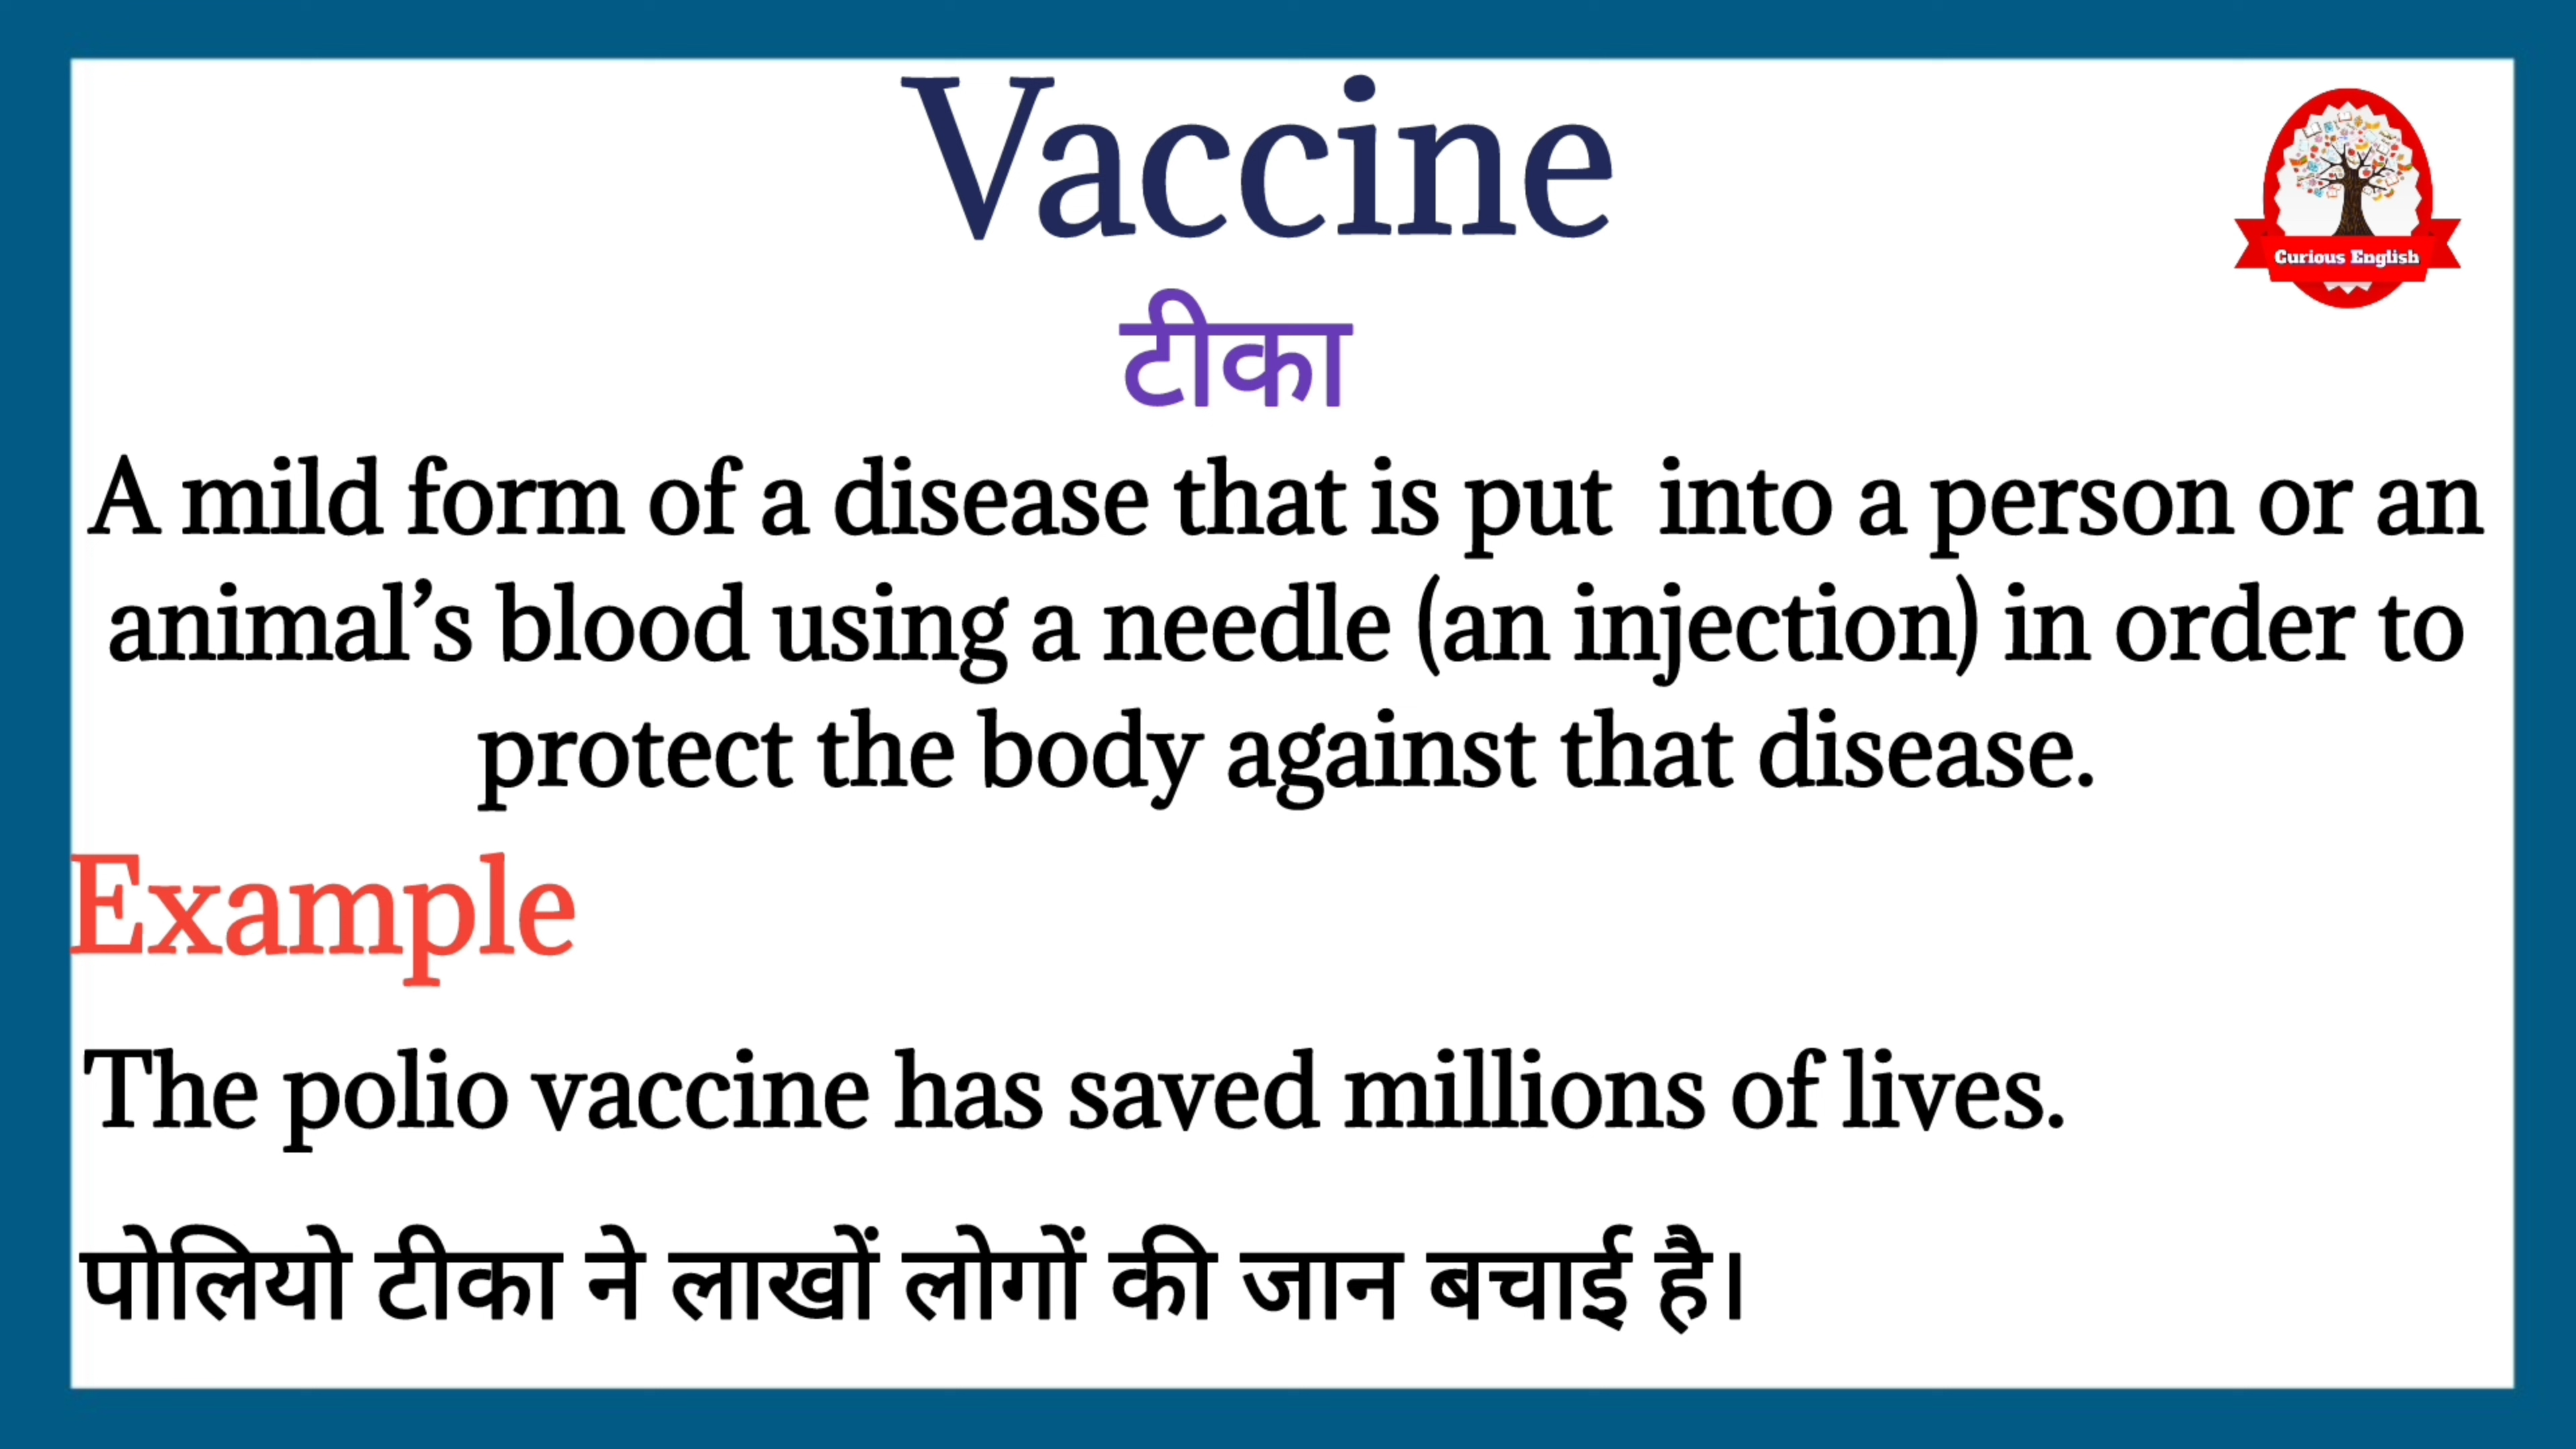 Vaccine
Curious English
टीका
A mild form of a disease that is put into a person or an
animal’s blood using a needle (an injection) in order to
protect the body against that disease.
Example
The polio vaccine has saved millions of lives.
पोलियो टीका ने लाखों लोगों की जान बचाई है।